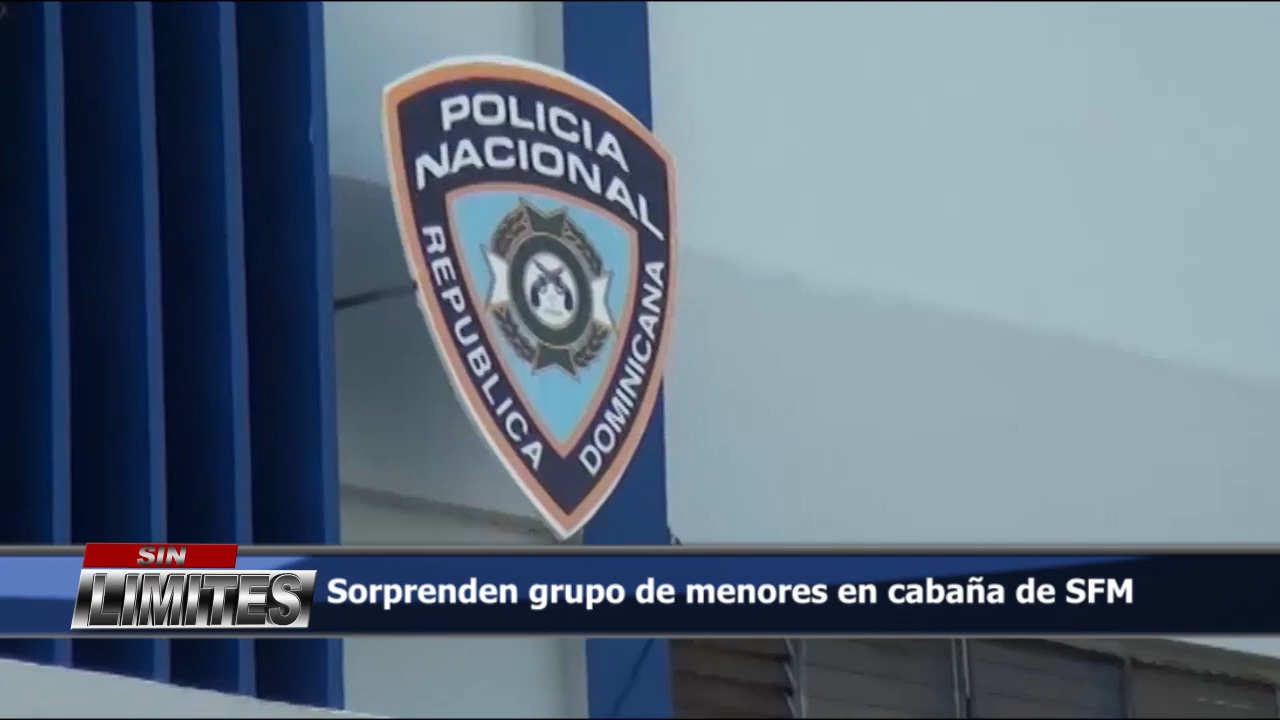 POLICIA
NACIONAL
REPUBLICA
DOMINICANA
SIN
LIMITES
Sorprenden grupo de menores en cabaña de SFM